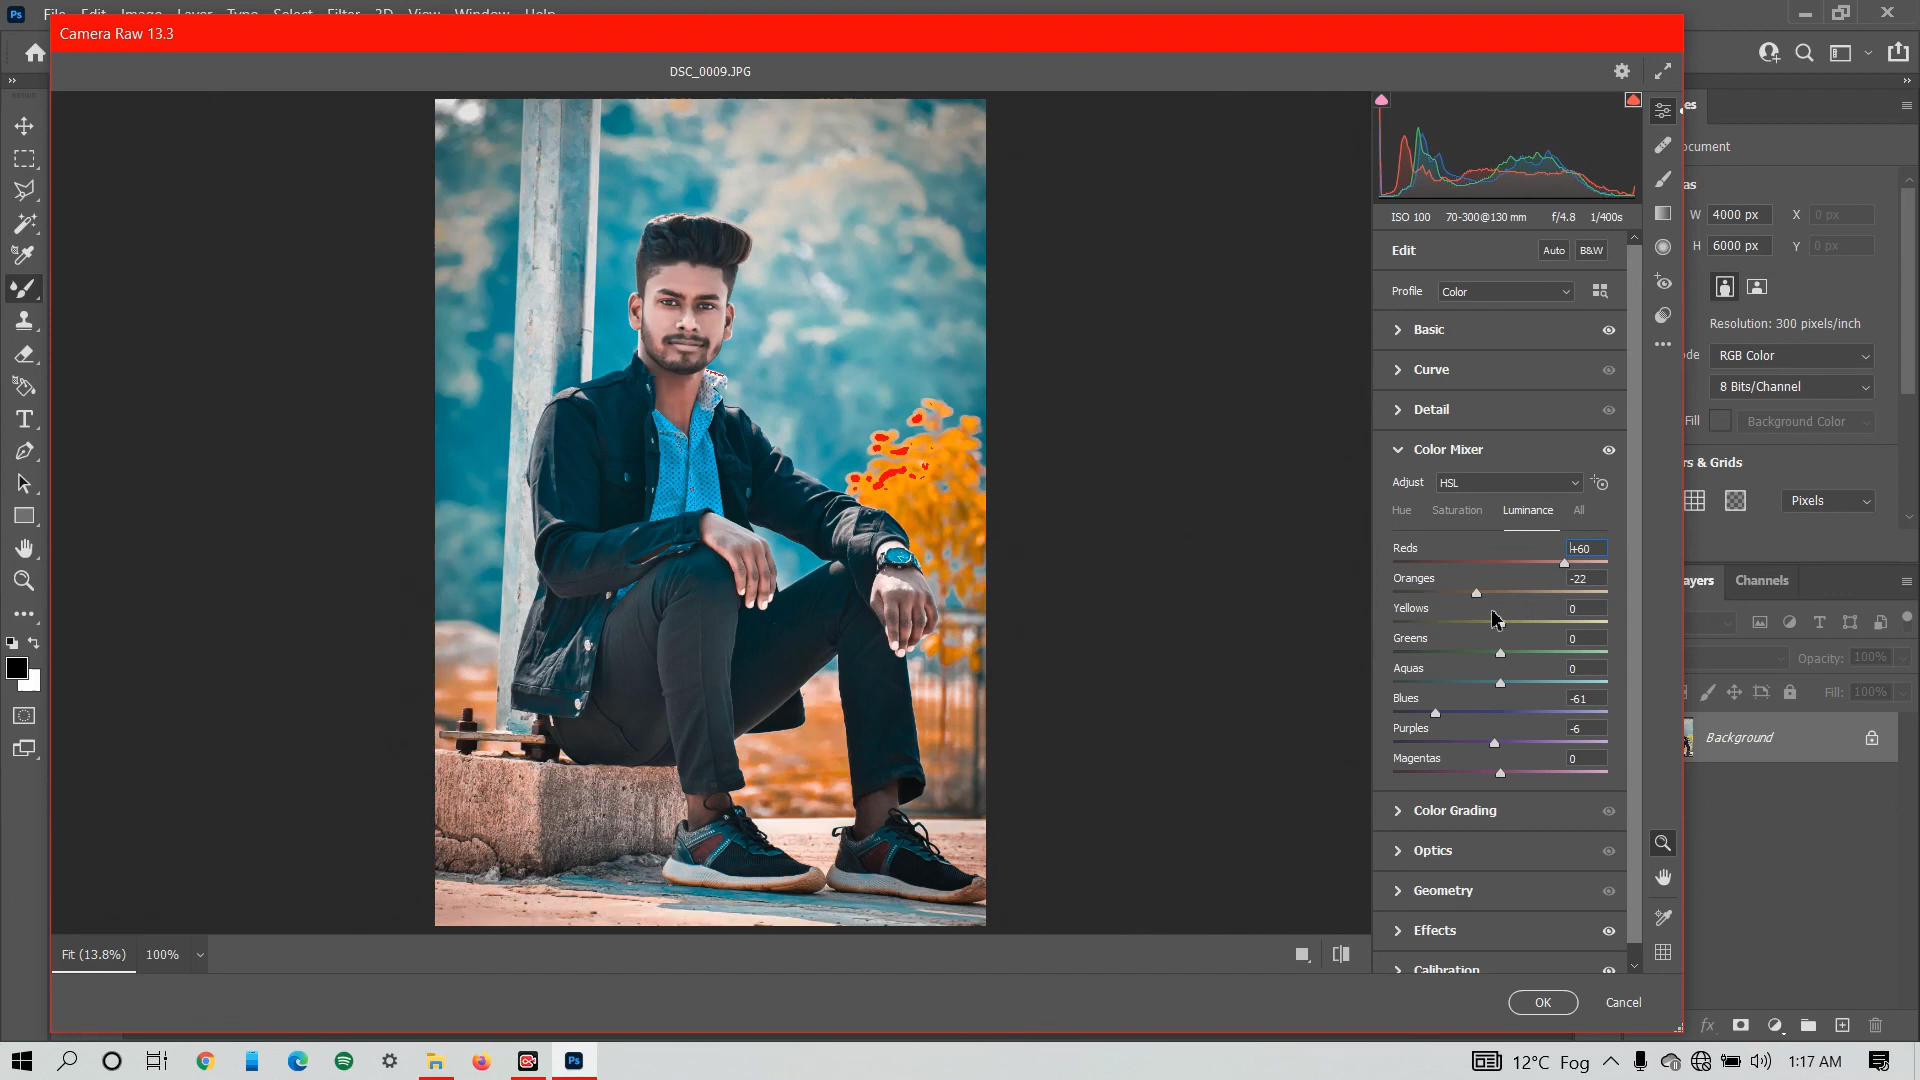 Ps File Edit Image Layer Type Select Filter 3D View Window Help
Camera Raw 13.3
DSC_0009.JPG
ISO 100 70-300@130 mm f/4.8 1/400s
Edit Auto B&W
Profile Color
Basic
Curve
Detail
Color Mixer
Adjust HSL
Hue Saturation Luminance All
Reds +60
Oranges -22
Yellows 0
Greens 0
Aquas 0
Blues -61
Purples -6
Magentas 0
Color Grading
Optics
Geometry
Effects
Calibration
Fit (13.8%) 100%
OK Cancel
es
ocument
as
W 4000 px X 0 px
H 6000 px Y 0 px
Resolution: 300 pixels/inch
ode RGB Color
8 Bits/Channel
Fill Background Color
rs & Grids
Pixels
ayers Channels
Opacity: 100%
Fill: 100%
Background
fx
Ps 12°C Fog 1:17 AM